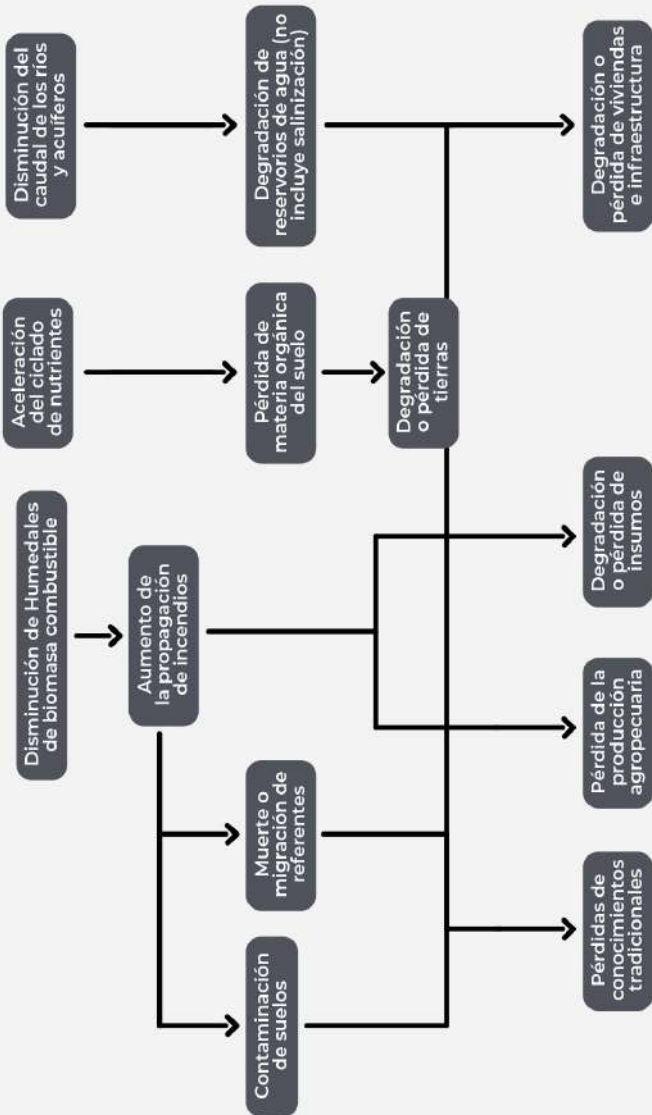 Disminución de Humedales
de biomasa combustible
Aceleración
del ciclado
de nutrientes
Disminución del
caudal de los ríos
y acuíferos
Aumento de
la propagación
de incendios
Contaminación
de suelos
Muerte o
migración de
referentes
Pérdida de
materia orgánica
del suelo
Degradación de
reservorios de agua (no
incluye salinización)
Degradación
o pérdida de
tierras
Pérdidas de
conocimientos
tradicionales
Pérdida de la
producción
agropecuaria
Degradación
o pérdida de
insumos
Degradación o
pérdida de viviendas
e infraestructura